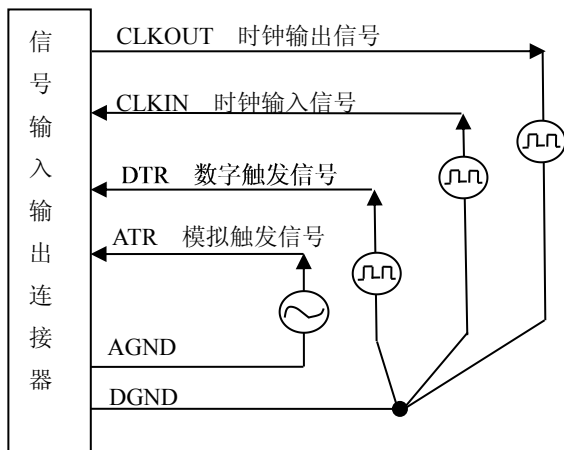 信号输入输出连接器
CLKOUT 时钟输出信号
CLKIN 时钟输入信号
DTR 数字触发信号
ATR 模拟触发信号
AGND
DGND